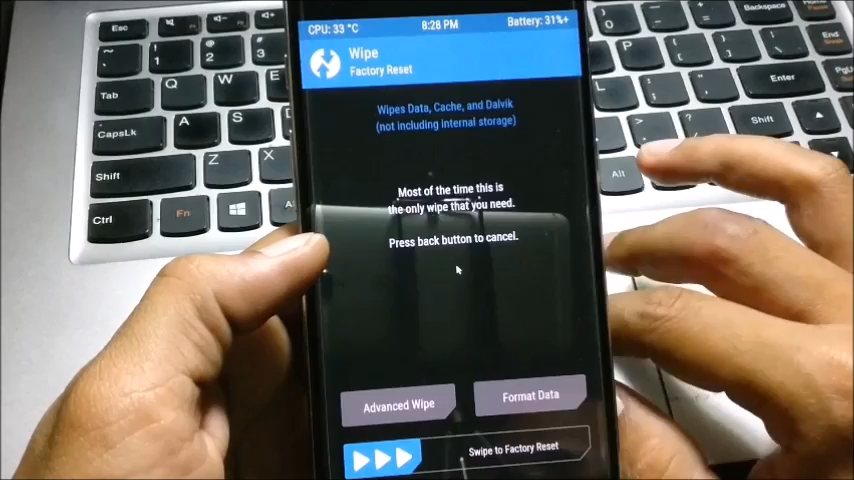 CPU: 33 °C
8:28 PM
Battery: 31%+
Wipe
Factory Reset
Wipes Data, Cache, and Dalvik
(not including internal storage)
Most of the time this is
the only wipe that you need.
Press back button to cancel.
Advanced Wipe
Format Data
Swipe to Factory Reset
Esc
Tab
Q
W
E
CapsLk
A
S
D
Shift
Z
X
Ctrl
Fn
Alt
Backspace
End
Enter
Shift
P
O
L